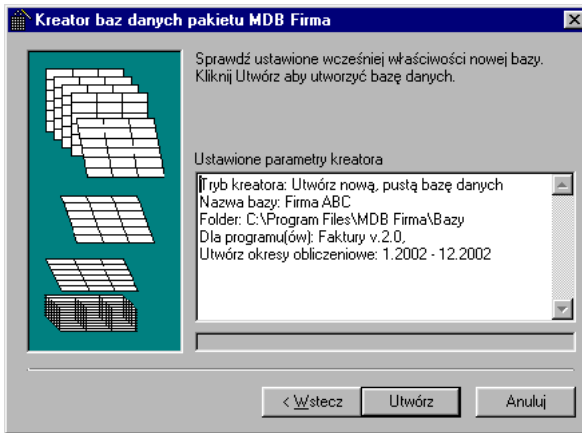 Kreator baz danych pakietu MDB Firma
Sprawdź ustawione wcześniej właściwości nowej bazy.
Kliknij Utwórz aby utworzyć bazę danych.
Ustawione parametry kreatora
Tryb kreatora: Utwórz nową, pustą bazę danych
Nazwa bazy: Firma ABC
Folder: C:\Program Files\MDB Firma\Bazy
Dla programu(ów): Faktury v.2.0,
Utwórz okresy obliczeniowe: 1.2002 - 12.2002
< Wstecz
Utwórz
Anuluj